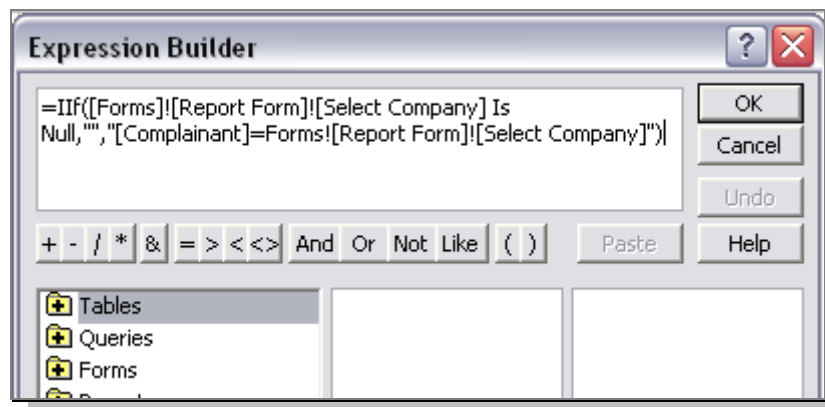 Expression Builder
?
=IIf([Forms]![Report Form]![Select Company] Is
Null,"","[Complainant]=Forms![Report Form]![Select Company]")
OK
Cancel
Undo
+ - / * & = > < <> And Or Not Like ( ) Paste Help
Tables
Queries
Forms